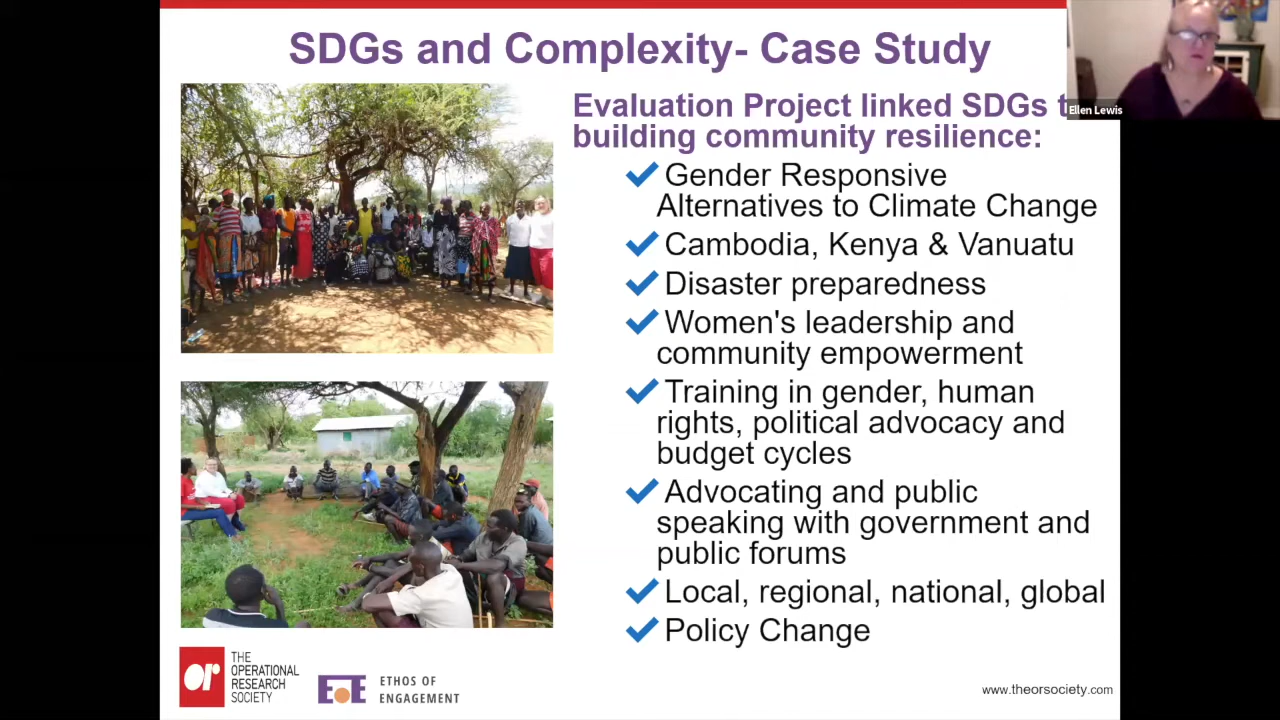 SDGs and Complexity- Case Study
Evaluation Project linked SDGs
building community resilience:
Gender Responsive
Alternatives to Climate Change
Cambodia, Kenya & Vanuatu
Disaster preparedness
Women's leadership and
community empowerment
Training in gender, human
rights, political advocacy and
budget cycles
Advocating and public
speaking with government and
public forums
Local, regional, national, global
Policy Change
Ellen Lewis
or
THE
OPERATIONAL
RESEARCH
SOCIETY
EOE
ETHOS OF
ENGAGEMENT
www.theorsociety.com